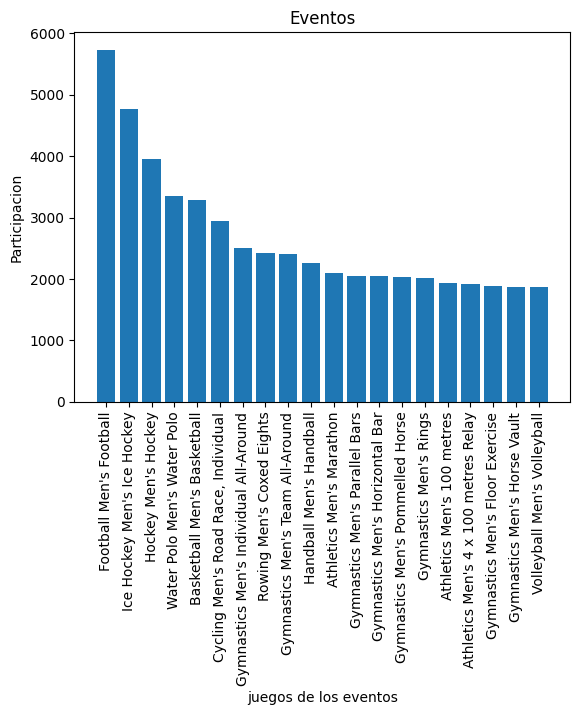 Eventos
Participacion
6000
5000
4000
3000
2000
1000
0
Football Men's Football
Ice Hockey Men's Ice Hockey
Hockey Men's Hockey
Water Polo Men's Water Polo
Basketball Men's Basketball
Cycling Men's Road Race, Individual
Gymnastics Men's Individual All-Around
Rowing Men's Coxed Eights
Gymnastics Men's Team All-Around
Handball Men's Handball
Athletics Men's Marathon
Gymnastics Men's Parallel Bars
Gymnastics Men's Horizontal Bar
Gymnastics Men's Pommelled Horse
Gymnastics Men's Rings
Athletics Men's 100 metres
Athletics Men's 4 x 100 metres Relay
Gymnastics Men's Floor Exercise
Gymnastics Men's Horse Vault
Volleyball Men's Volleyball
juegos de los eventos